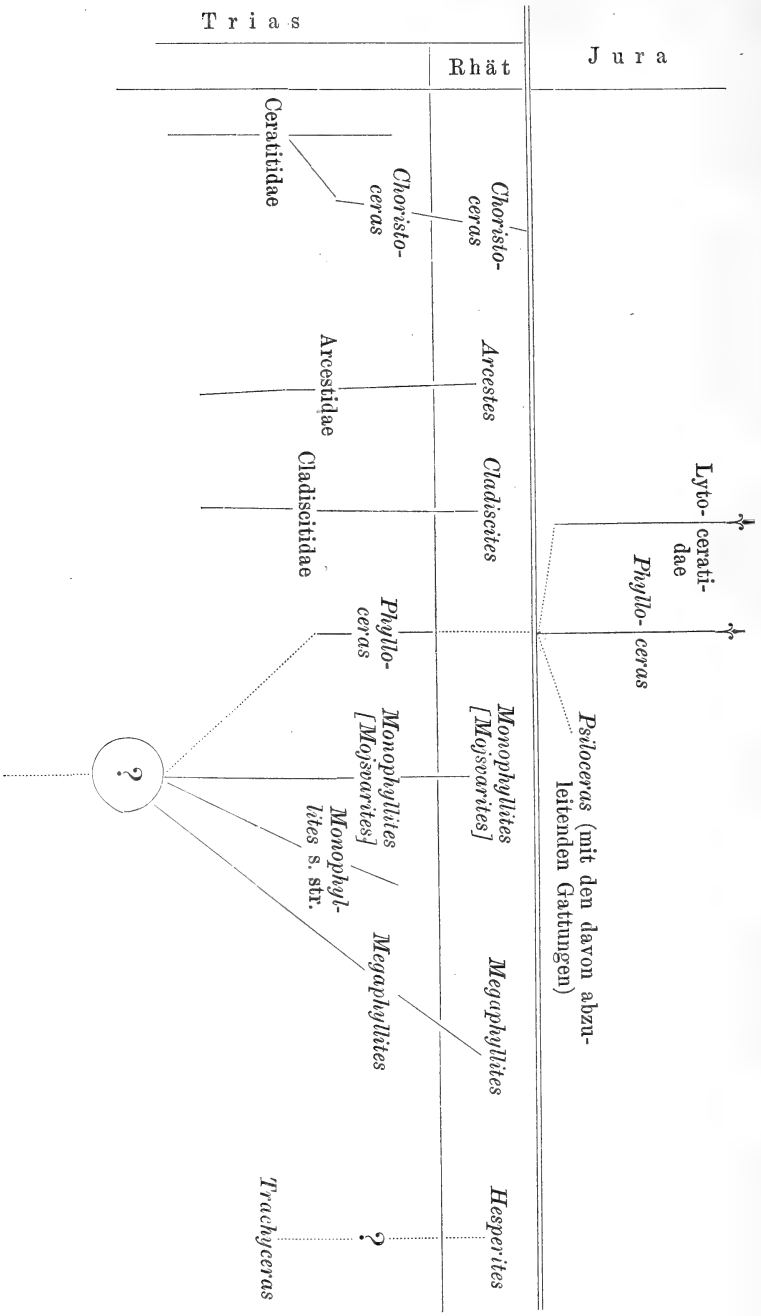 Jura
Rhät
Trias
Lyto- cerati-
dae
Phyllo- ceras
Psiloceras (mit den davon abzu-
leitenden Gattungen)
Choristo-
ceras
Arcestes
Cladiscites
Monophyllites
[Mojsvarites]
Megaphyllites
Hesperites
Choristo-
ceras
Ceratitidae
Arcestidae
Cladiscitidae
Phyllo-
ceras
Monophyllites
[Mojsvarites]
Monophyl-
lites s. str.
Megaphyllites
?
?
Trachyceras